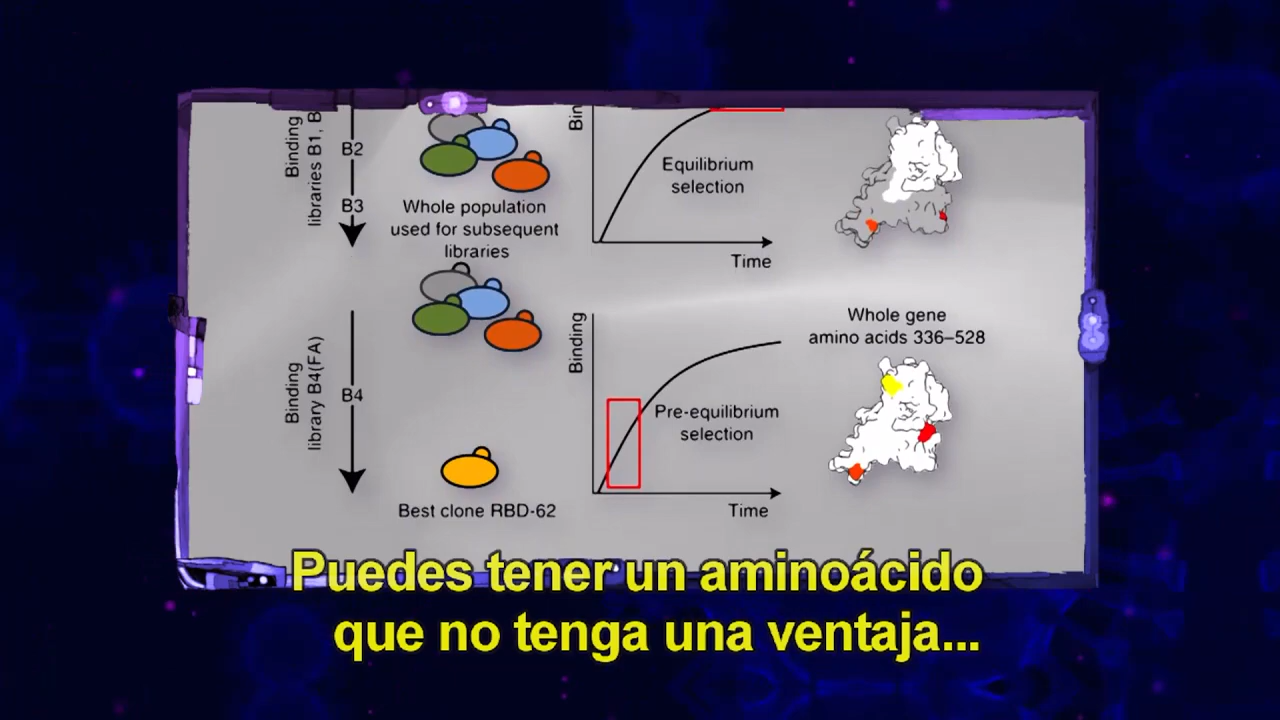 Binding
libraries B1, B
B2
B3
Whole population
used for subsequent
libraries
Bin
Equilibrium
selection
Time
Binding
library B4(FA)
B4
Best clone RBD-62
Binding
Pre-equilibrium
selection
Time
Whole gene
amino acids 336–528
Puedes tener un aminoácido
que no tenga una ventaja...